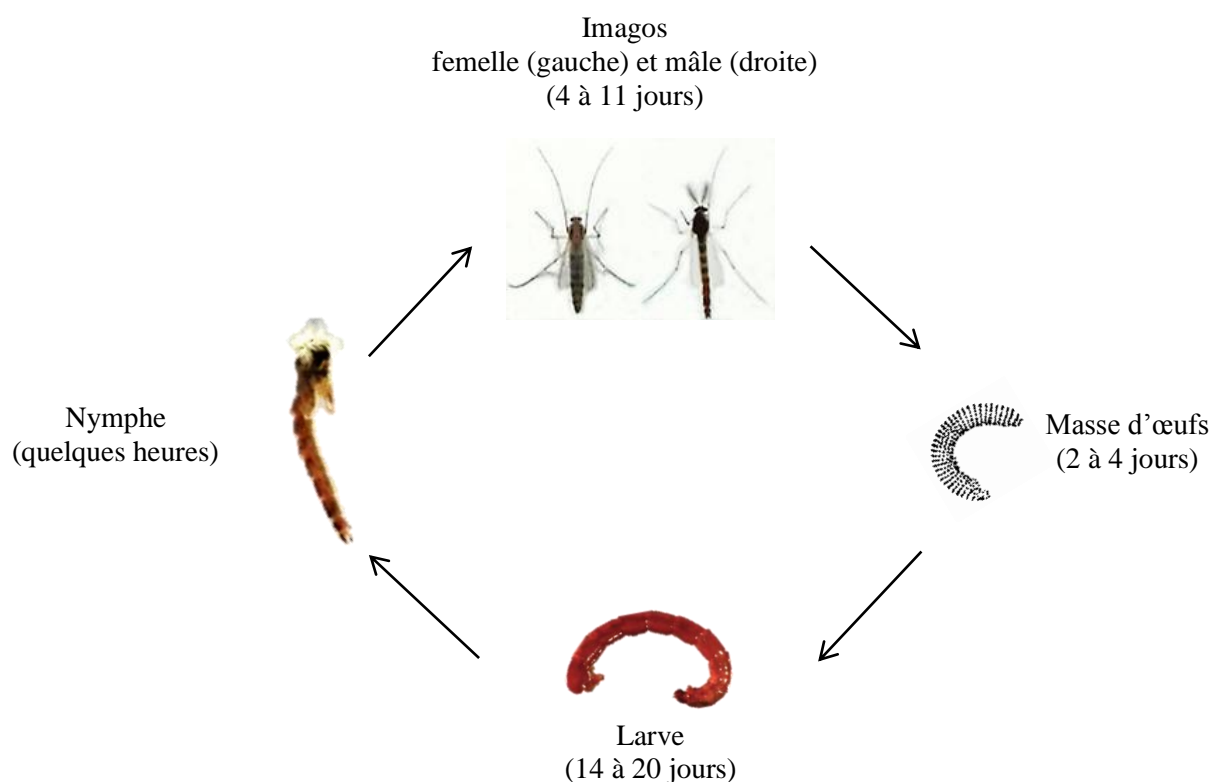 Imagos
femelle (gauche) et mâle (droite)
(4 à 11 jours)
Nymphe
(quelques heures)
Masse d’œufs
(2 à 4 jours)
Larve
(14 à 20 jours)